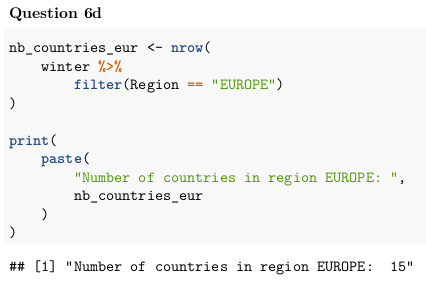 Question 6d
nb_countries_eur <- nrow(
    winter %>%
        filter(Region == "EUROPE")
)

print(
    paste(
        "Number of countries in region EUROPE: ",
        nb_countries_eur
    )
)
## [1] "Number of countries in region EUROPE:  15"